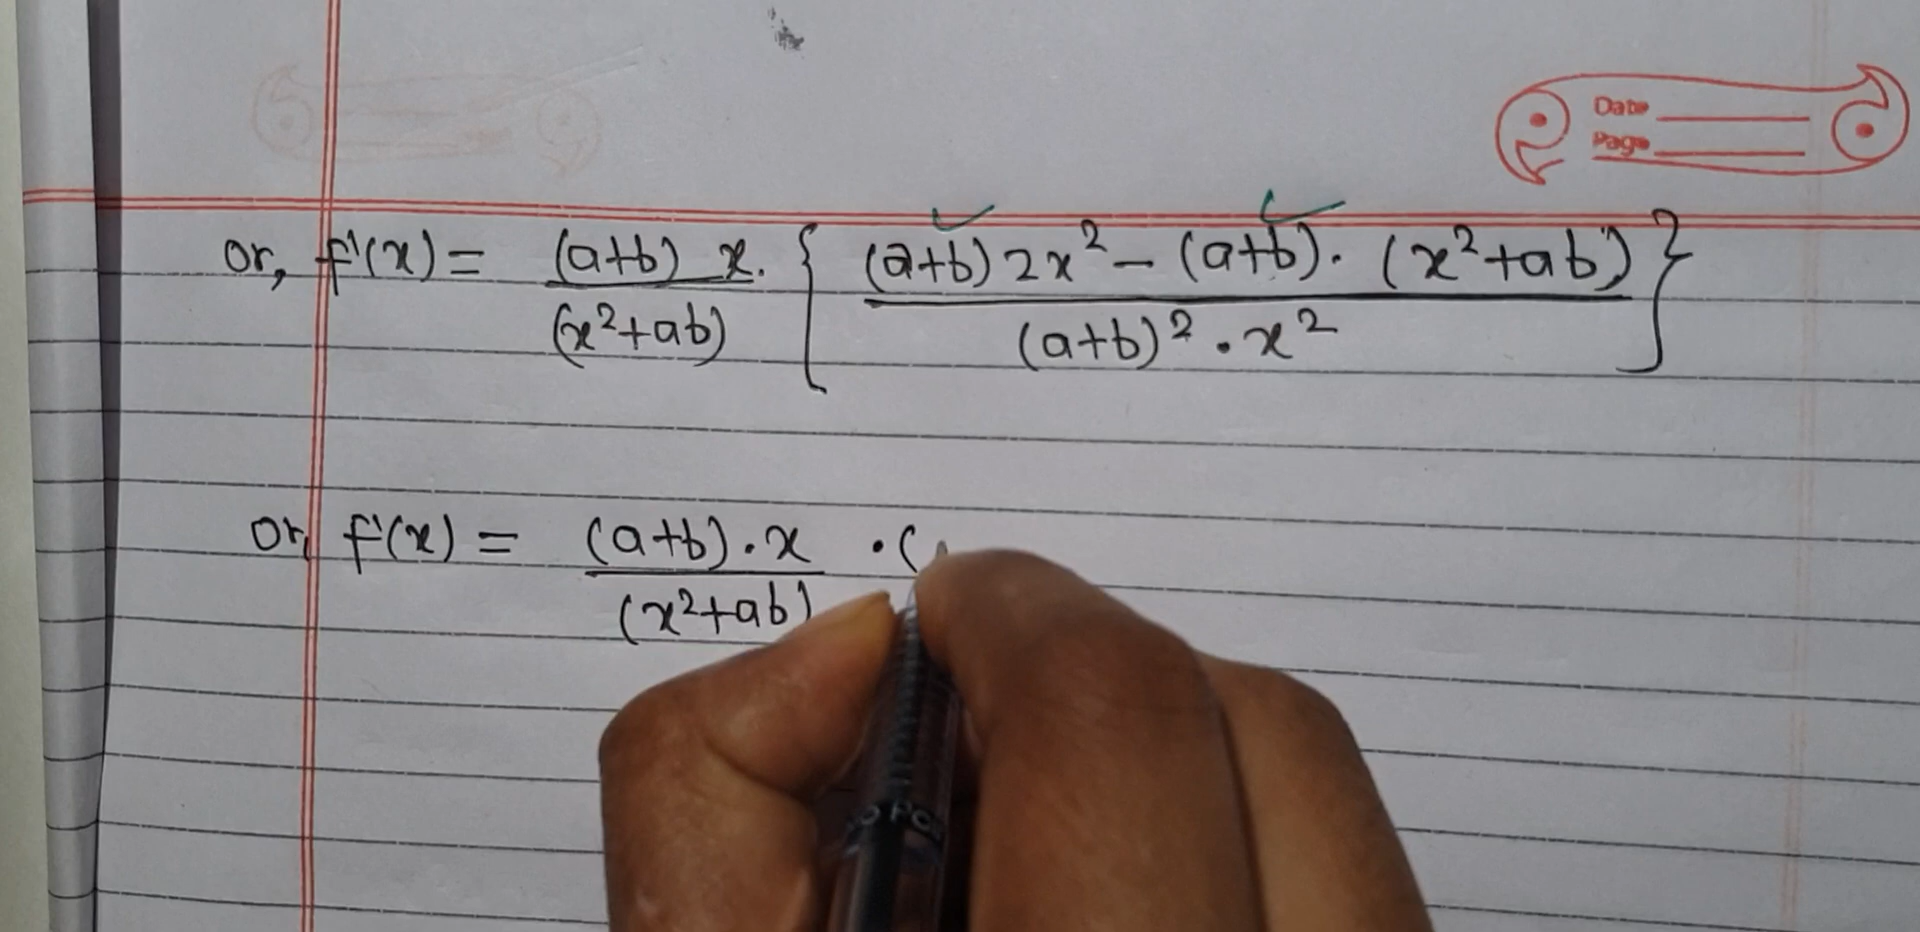 Date
Page
or, f'(x) = (a+b) x. / (x²+ab) { (a+b) 2x² - (a+b). (x²+ab) / (a+b)² . x² }
Or, f'(x) = (a+b).x / (x²+ab) . (